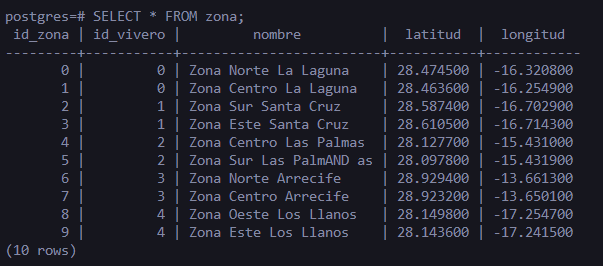 postgres=# SELECT * FROM zona;
 id_zona | id_vivero |         nombre         | latitud   | longitud
---------+-----------+------------------------+-----------+------------
       0 |         0 | Zona Norte La Laguna   | 28.474500 | -16.320800
       1 |         0 | Zona Centro La Laguna  | 28.463600 | -16.254900
       2 |         1 | Zona Sur Santa Cruz    | 28.587400 | -16.702900
       3 |         1 | Zona Este Santa Cruz   | 28.610500 | -16.714300
       4 |         2 | Zona Centro Las Palmas | 28.127700 | -15.431000
       5 |         2 | Zona Sur Las PalmAND as | 28.097800 | -15.431900
       6 |         3 | Zona Norte Arrecife    | 28.929400 | -13.661300
       7 |         3 | Zona Centro Arrecife   | 28.923200 | -13.650100
       8 |         4 | Zona Oeste Los Llanos  | 28.149800 | -17.254700
       9 |         4 | Zona Este Los Llanos   | 28.143600 | -17.241500
(10 rows)